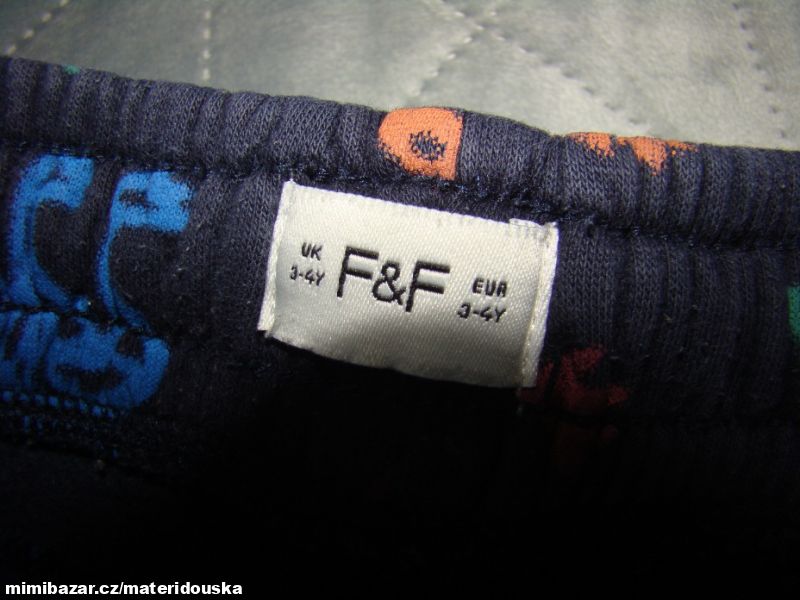 UK
3-4Y
F&F
EUR
3-4Y
mimibazar.cz/materidouska